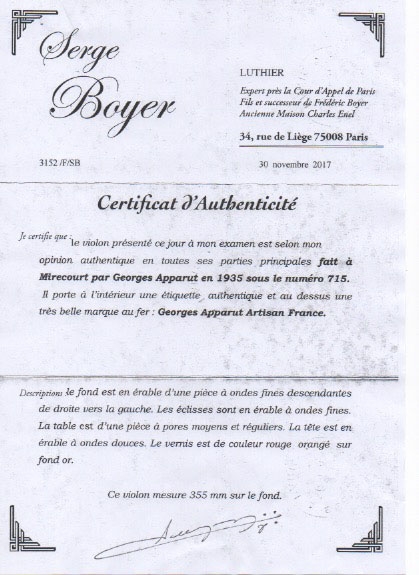 Serge
Boyer
LUTHIER
Expert près la Cour d'Appel de Paris
Fils et successeur de Frédéric Boyer
Ancienne Maison Charles Enel
34, rue de Liège 75008 Paris
3152 /F/SB
30 novembre 2017
Certificat d'Authenticité
Je certifie que : le violon présenté ce jour à mon examen est selon mon
opinion authentique en toutes ses parties principales fait à
Mirecourt par Georges Apparut en 1935 sous le numéro 715.
Il porte à l'intérieur une étiquette authentique et au dessus une
très belle marque au fer : Georges Apparut Artisan France.
Descriptions le fond est en érable d'une pièce à ondes fines descendantes
de droite vers la gauche. Les éclisses sont en érable à ondes fines.
La table est d'une pièce à pores moyens et réguliers. La tête est en
érable à ondes douces. Le vernis est de couleur rouge orangé sur
fond or.
Ce violon mesure 355 mm sur le fond.